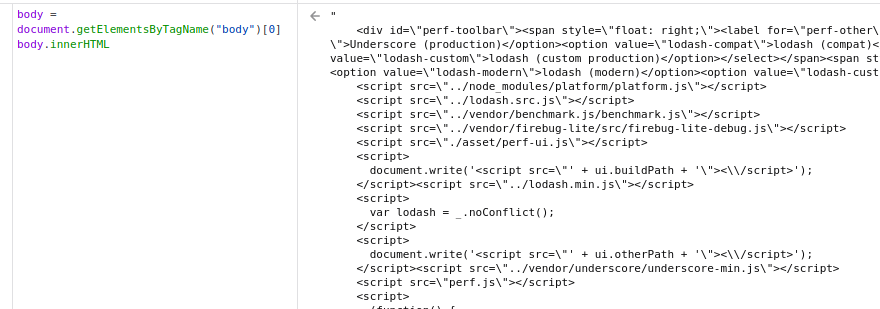 body =
document.getElementsByTagName("body")[0]
body.innerHTML
"
<div id=\"perf-toolbar\"><span style=\"float: right;\"><label for=\"perf-other\
\">Underscore (production)</option><option value=\"lodash-compat\">lodash (compat)<
value=\"lodash-custom\">lodash (custom production)</option></select></span><span st
<option value=\"lodash-modern\">lodash (modern)</option><option value=\"lodash-cust
<script src=\"../node_modules/platform/platform.js\"></script>
<script src=\"../lodash.src.js\"></script>
<script src=\"../vendor/benchmark.js/benchmark.js\"></script>
<script src=\"../vendor/firebug-lite/src/firebug-lite-debug.js\"></script>
<script src=\"./asset/perf-ui.js\"></script>
<script>
document.write('<script src=\"' + ui.buildPath + '\"><\\/script>');
</script><script src=\"../lodash.min.js\"></script>
<script>
var lodash = _.noConflict();
</script>
<script>
document.write('<script src=\"' + ui.otherPath + '\"><\\/script>');
</script><script src=\"../vendor/underscore/underscore-min.js\"></script>
<script src=\"perf.js\"></script>
<script>
(function() {